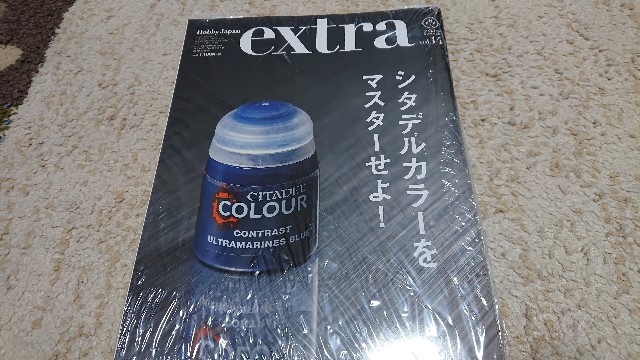 Hobby Japan
extra
vol.14
シタデルカラーを
マスターせよ！
CITADEL
COLOUR
CONTRAST
ULTRAMARINES BLUE